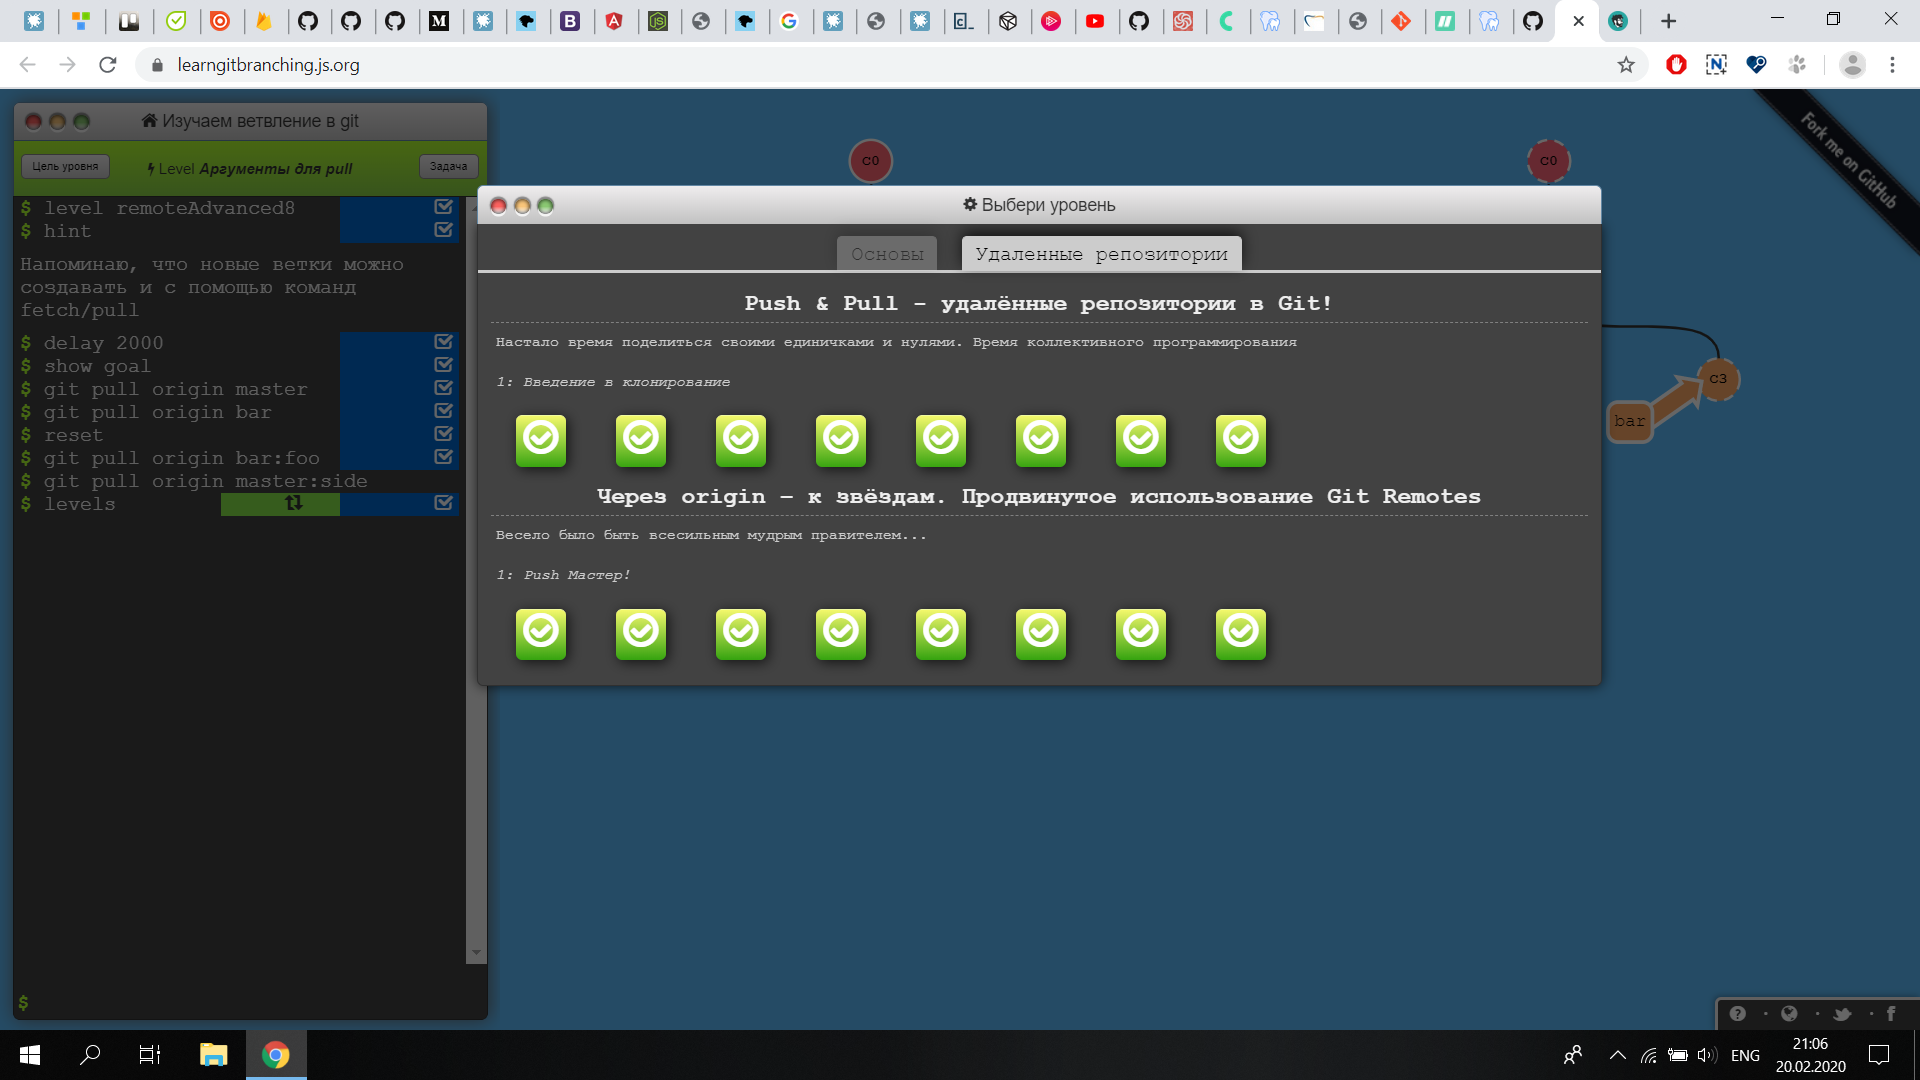 learngitbranching.js.org
Fork me on GitHub
Изучаем ветвление в git
Цель уровня
Level Аргументы для pull
Задача
$ level remoteAdvanced8
$ hint
Напоминаю, что новые ветки можно
создавать и с помощью команд
fetch/pull
$ delay 2000
$ show goal
$ git pull origin master
$ git pull origin bar
$ reset
$ git pull origin bar:foo
$ git pull origin master:side
$ levels
$
c0
c0
c3
bar
Выбери уровень
Основы
Удаленные репозитории
Push & Pull - удалённые репозитории в Git!
Настало время поделиться своими единичками и нулями. Время коллективного программирования
1: Введение в клонирование
Через origin – к звёздам. Продвинутое использование Git Remotes
Весело было быть всесильным мудрым правителем...
1: Push Мастер!
ENG
21:06
20.02.2020